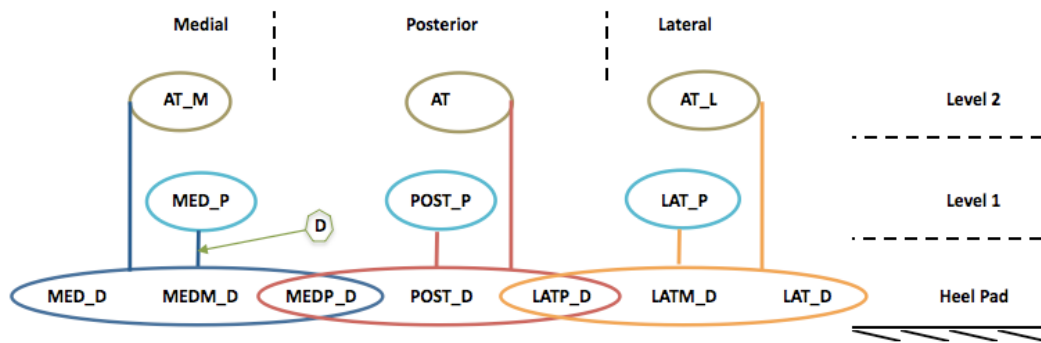 Medial Posterior Lateral
AT_M AT AT_L Level 2
MED_P POST_P LAT_P Level 1
D
MED_D MEDM_D MEDP_D POST_D LATP_D LATM_D LAT_D Heel Pad